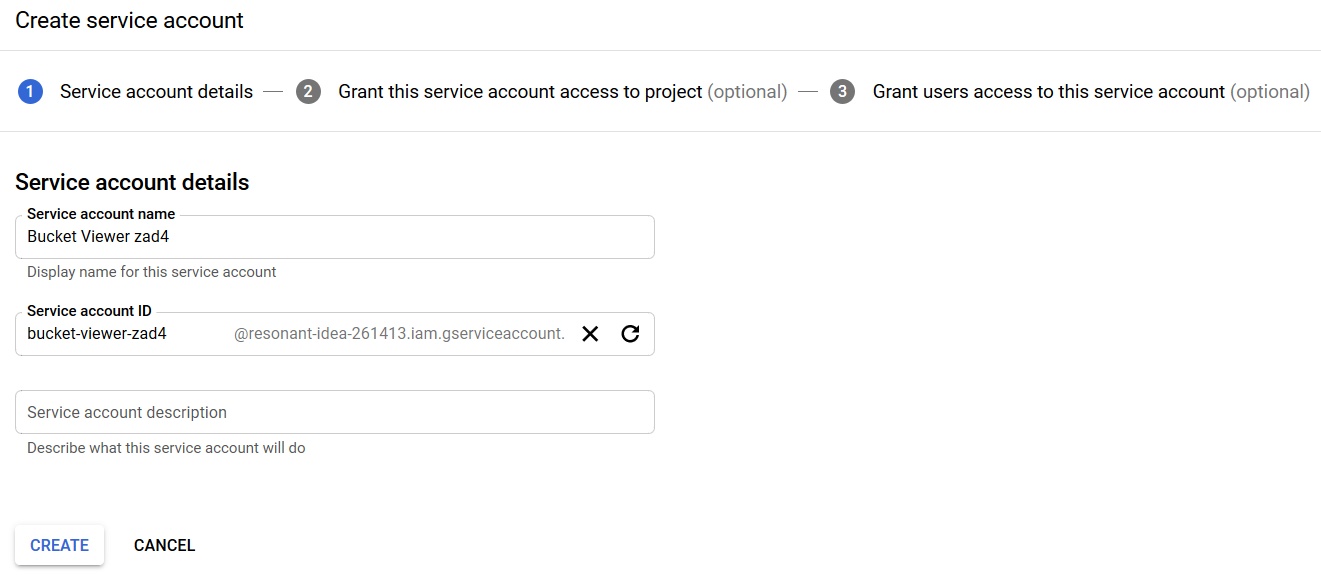 Create service account
1 Service account details — 2 Grant this service account access to project (optional) — 3 Grant users access to this service account (optional)
Service account details
Service account name
Bucket Viewer zad4
Display name for this service account
Service account ID
bucket-viewer-zad4 @resonant-idea-261413.iam.gserviceaccount.
Service account description
Describe what this service account will do
CREATE CANCEL